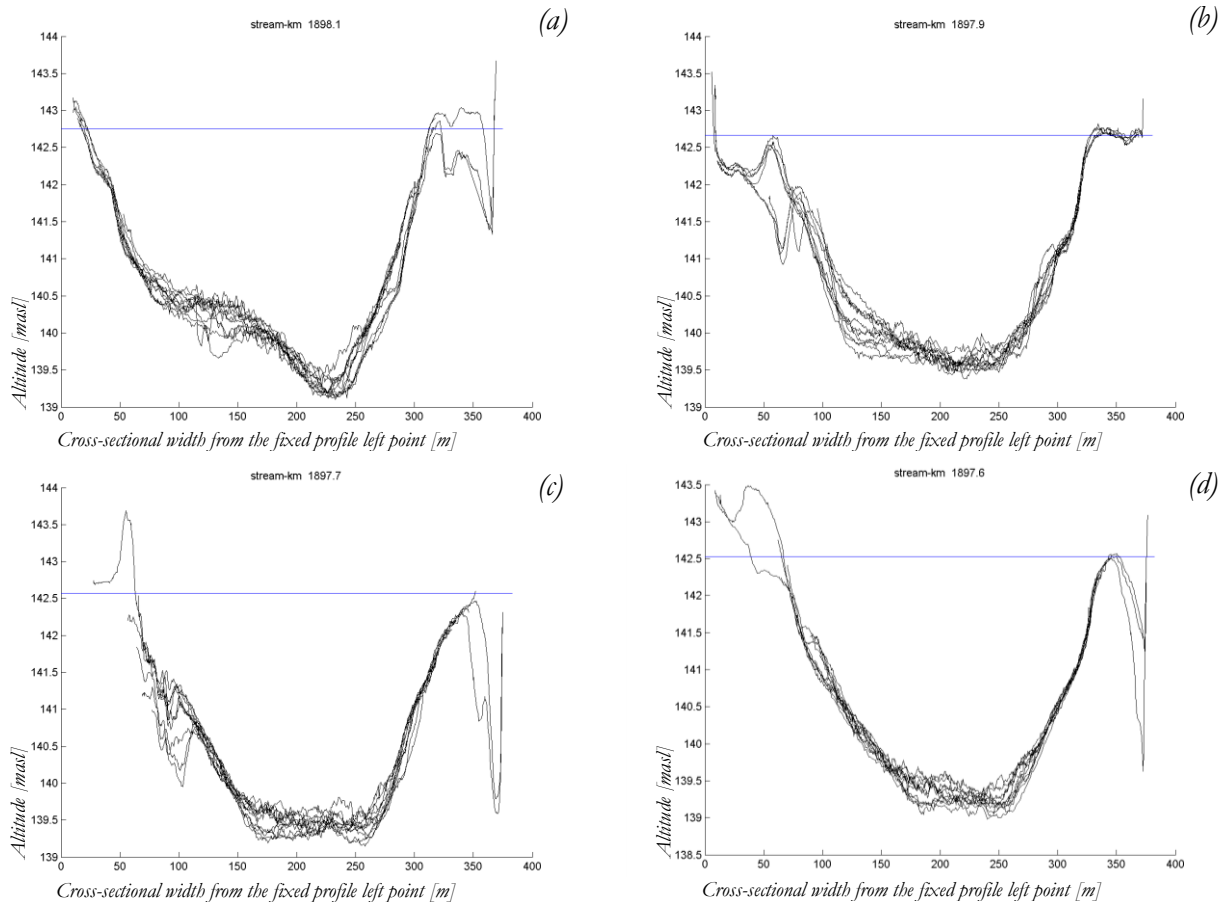 stream-km 1898.1
(a)
144
143.5
143
142.5
142
141.5
141
140.5
140
139.5
139
0 50 100 150 200 250 300 350 400
Altitude [masl]
Cross-sectional width from the fixed profile left point [m]
stream-km 1897.9
(b)
144
143.5
143
142.5
142
141.5
141
140.5
140
139.5
139
0 50 100 150 200 250 300 350 400
Altitude [masl]
Cross-sectional width from the fixed profile left point [m]
stream-km 1897.7
(c)
144
143.5
143
142.5
142
141.5
141
140.5
140
139.5
139
0 50 100 150 200 250 300 350 400
Altitude [masl]
Cross-sectional width from the fixed profile left point [m]
stream-km 1897.6
(d)
143.5
143
142.5
142
141.5
141
140.5
140
139.5
139
138.5
0 50 100 150 200 250 300 350 400
Altitude [masl]
Cross-sectional width from the fixed profile left point [m]